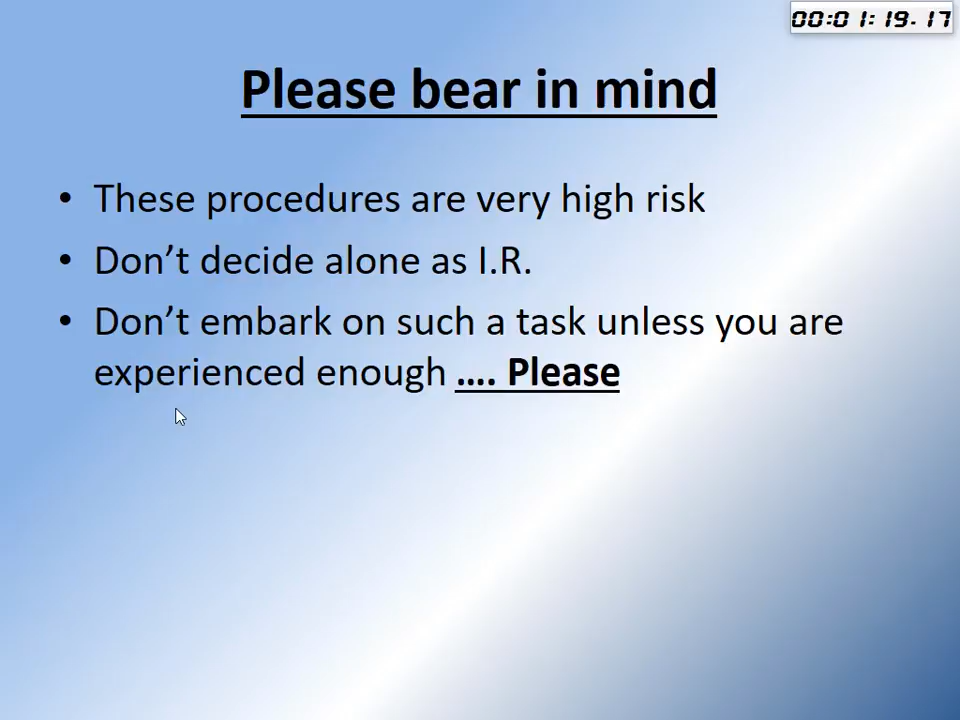 00:01:19.17
Please bear in mind
• These procedures are very high risk
• Don’t decide alone as I.R.
• Don’t embark on such a task unless you are
experienced enough …. Please